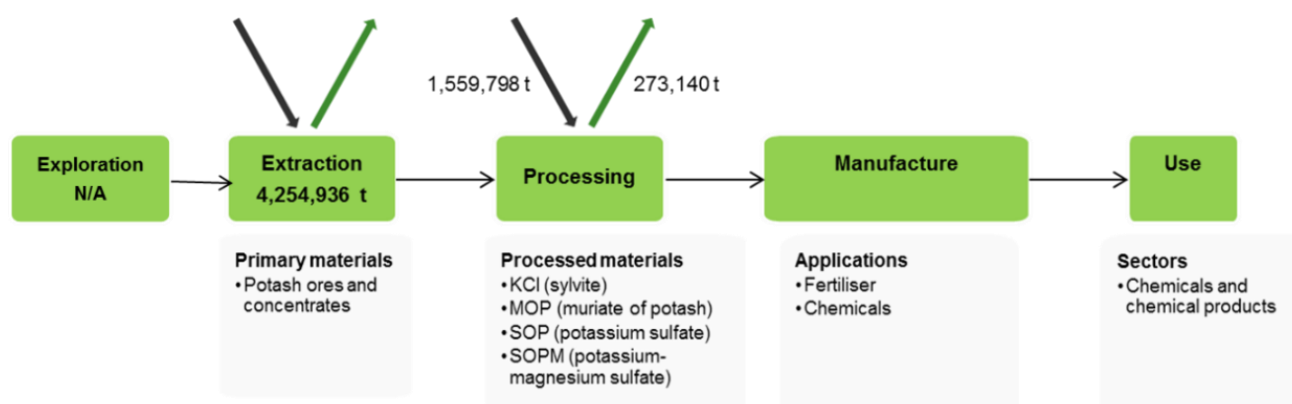 1,559,798 t
273,140 t
Exploration
N/A
Extraction
4,254,936 t
Processing
Manufacture
Use
Primary materials
•Potash ores and
concentrates
Processed materials
•KCl (sylvite)
•MOP (muriate of potash)
•SOP (potassium sulfate)
•SOPM (potassium-
magnesium sulfate)
Applications
•Fertiliser
•Chemicals
Sectors
•Chemicals and
chemical products